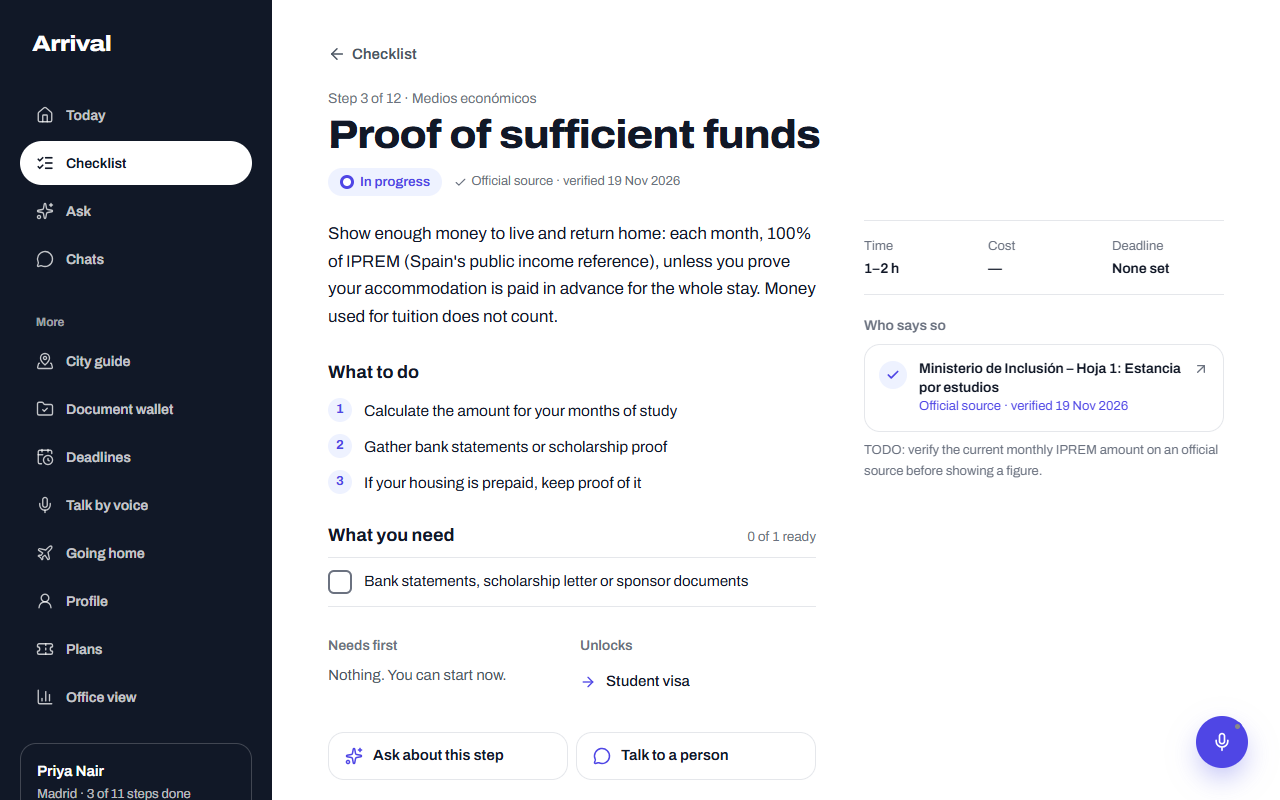 Arrival
Today
Checklist
Ask
Chats
More
City guide
Document wallet
Deadlines
Talk by voice
Going home
Profile
Plans
Office view
Priya Nair
Madrid · 3 of 11 steps done
Checklist
Step 3 of 12 · Medios económicos
Proof of sufficient funds
In progress
Official source · verified 19 Nov 2026
Show enough money to live and return home: each month, 100%
of IPREM (Spain's public income reference), unless you prove
your accommodation is paid in advance for the whole stay. Money
used for tuition does not count.
What to do
1 Calculate the amount for your months of study
2 Gather bank statements or scholarship proof
3 If your housing is prepaid, keep proof of it
What you need 0 of 1 ready
Bank statements, scholarship letter or sponsor documents
Needs first
Nothing. You can start now.
Unlocks
Student visa
Ask about this step
Talk to a person
Time Cost Deadline
1–2 h — None set
Who says so
Ministerio de Inclusión – Hoja 1: Estancia
por estudios
Official source · verified 19 Nov 2026
TODO: verify the current monthly IPREM amount on an official
source before showing a figure.